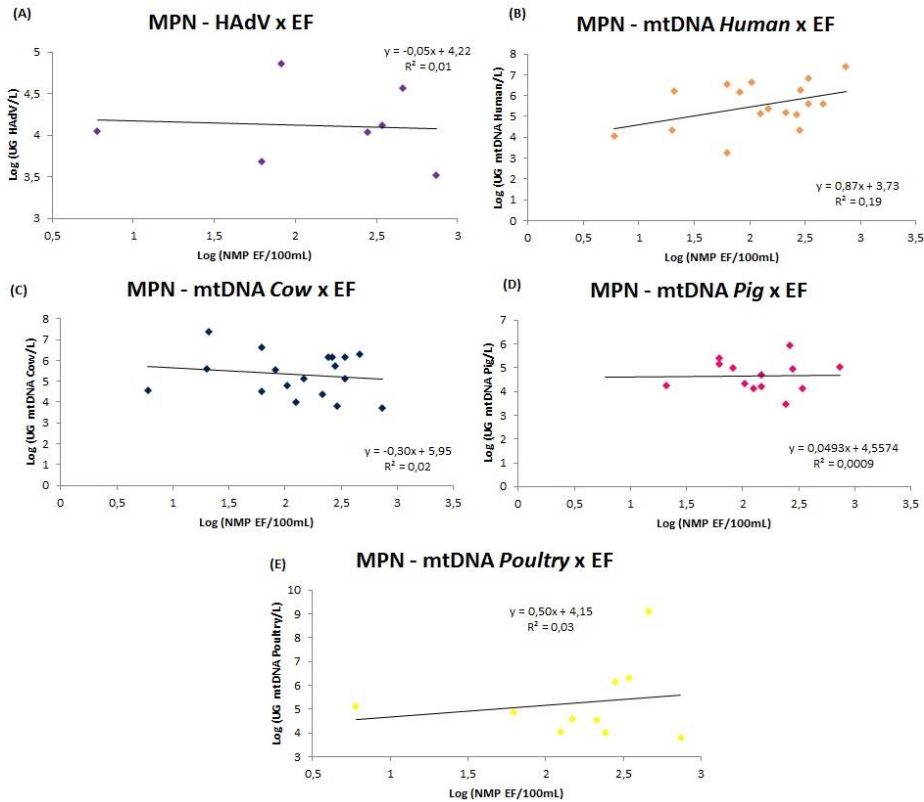 (A)
MPN - HAdV x EF
y = -0,05x + 4,22
R² = 0,01
Log (UG HAdV/L)
5
4,5
4
3,5
3
0,5 1 1,5 2 2,5 3
Log (NMP EF/100mL)
(B)
MPN - mtDNA Human x EF
Log (UG mtDNA Human/L)
8
7
6
5
4
3
2
1
0
y = 0,87x + 3,73
R² = 0,19
0 0,5 1 1,5 2 2,5 3 3,5
Log (NMP EF/100mL)
(C)
MPN - mtDNA Cow x EF
Log (UG mtDNA Cow/L)
8
7
6
5
4
3
2
1
0
y = -0,30x + 5,95
R² = 0,02
0 0,5 1 1,5 2 2,5 3 3,5
Log (NMP EF/100mL)
(D)
MPN - mtDNA Pig x EF
Log (UG mtDNA Pig/L)
7
6
5
4
3
2
1
0
y = 0,0493x + 4,5574
R² = 0,0009
0 0,5 1 1,5 2 2,5 3 3,5
Log (NMP EF/100mL)
(E)
MPN - mtDNA Poultry x EF
Log (UG mtDNA Poultry/L)
10
9
8
7
6
5
4
3
y = 0,50x + 4,15
R² = 0,03
0,5 1 1,5 2 2,5 3
Log (NMP EF/100mL)